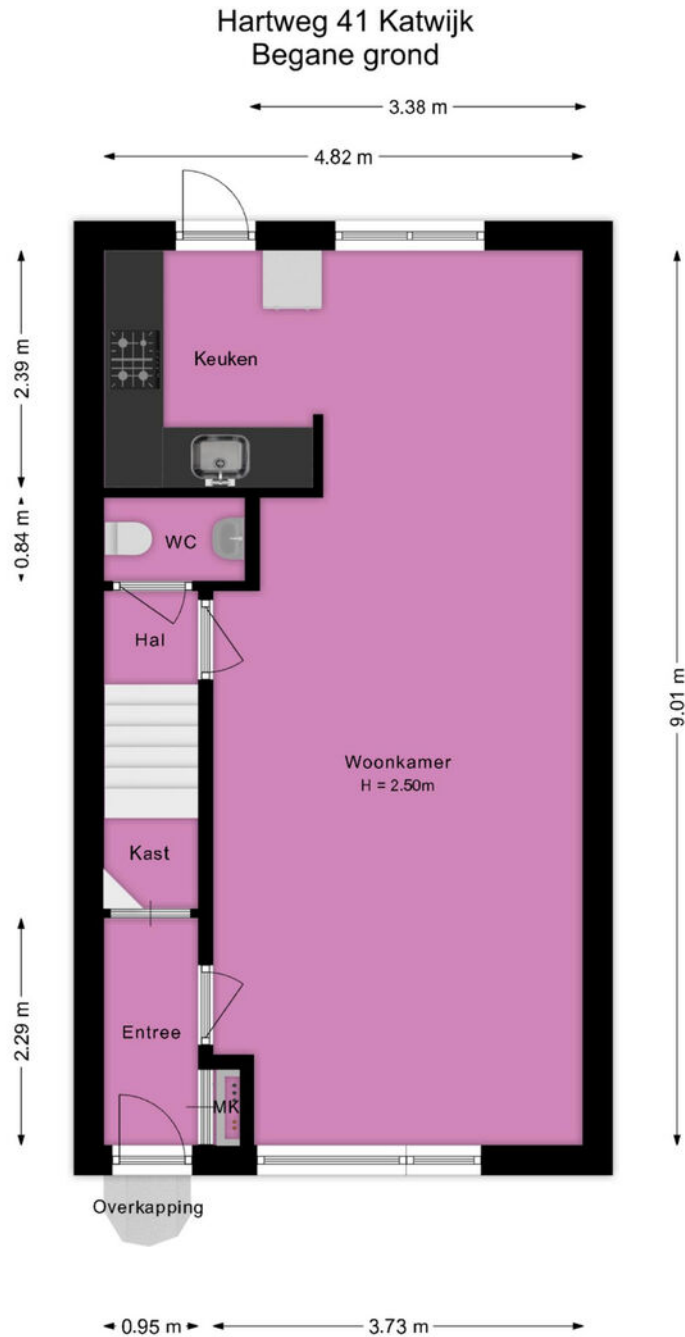 Hartweg 41 Katwijk
Begane grond
3.38 m
4.82 m
2.39 m
Keuken
0.84 m
WC
Hal
9.01 m
Woonkamer
H = 2.50m
Kast
2.29 m
Entree
MK
Overkapping
0.95 m
3.73 m